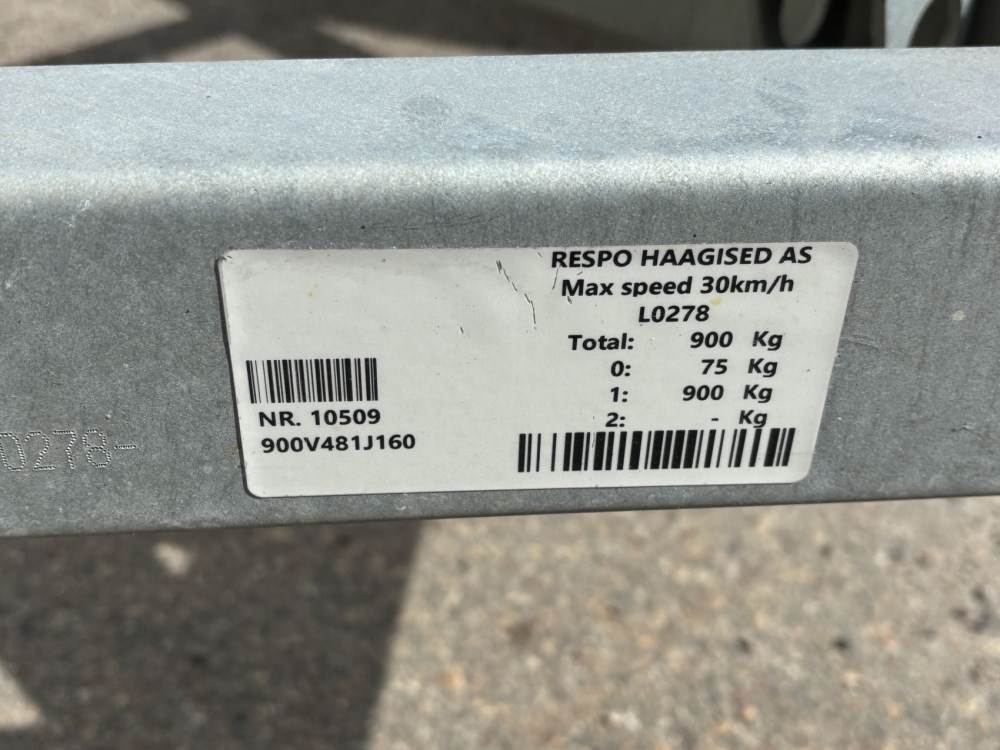 RESPO HAAGISED AS
Max speed 30km/h
L0278
Total: 900 Kg
0: 75 Kg
1: 900 Kg
2: - Kg
NR. 10509
900V481J160
0278-